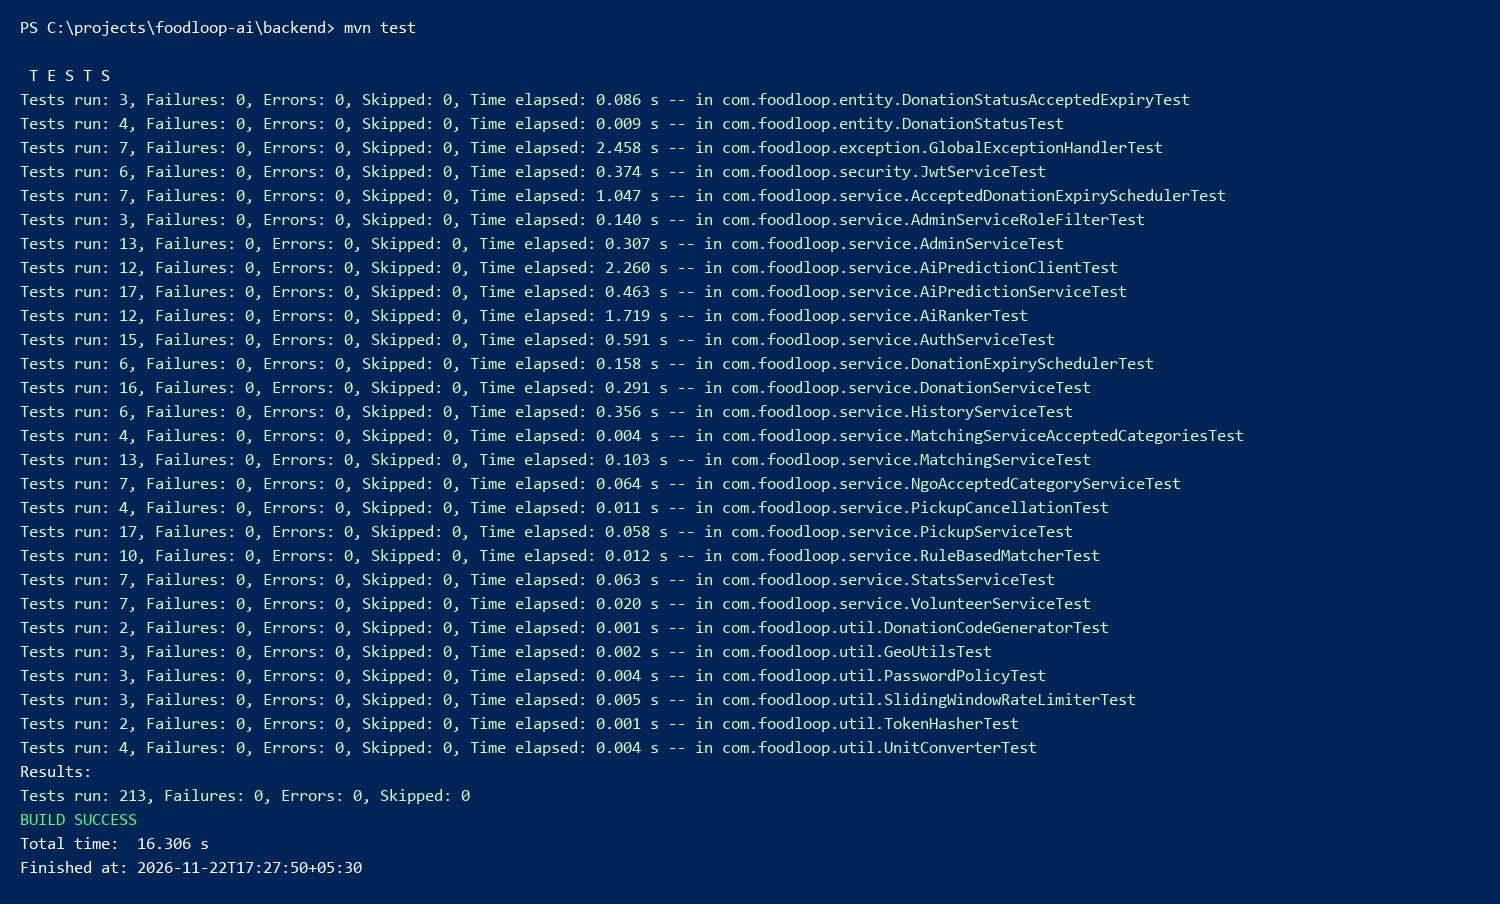 PS C:\projects\foodloop-ai\backend> mvn test
T E S T S
Tests run: 3, Failures: 0, Errors: 0, Skipped: 0, Time elapsed: 0.086 s -- in com.foodloop.entity.DonationStatusAcceptedExpiryTest
Tests run: 4, Failures: 0, Errors: 0, Skipped: 0, Time elapsed: 0.009 s -- in com.foodloop.entity.DonationStatusTest
Tests run: 7, Failures: 0, Errors: 0, Skipped: 0, Time elapsed: 2.458 s -- in com.foodloop.exception.GlobalExceptionHandlerTest
Tests run: 6, Failures: 0, Errors: 0, Skipped: 0, Time elapsed: 0.374 s -- in com.foodloop.security.JwtServiceTest
Tests run: 7, Failures: 0, Errors: 0, Skipped: 0, Time elapsed: 1.047 s -- in com.foodloop.service.AcceptedDonationExpirySchedulerTest
Tests run: 3, Failures: 0, Errors: 0, Skipped: 0, Time elapsed: 0.140 s -- in com.foodloop.service.AdminServiceRoleFilterTest
Tests run: 13, Failures: 0, Errors: 0, Skipped: 0, Time elapsed: 0.307 s -- in com.foodloop.service.AdminServiceTest
Tests run: 12, Failures: 0, Errors: 0, Skipped: 0, Time elapsed: 2.260 s -- in com.foodloop.service.AiPredictionClientTest
Tests run: 17, Failures: 0, Errors: 0, Skipped: 0, Time elapsed: 0.463 s -- in com.foodloop.service.AiPredictionServiceTest
Tests run: 12, Failures: 0, Errors: 0, Skipped: 0, Time elapsed: 1.719 s -- in com.foodloop.service.AiRankerTest
Tests run: 15, Failures: 0, Errors: 0, Skipped: 0, Time elapsed: 0.591 s -- in com.foodloop.service.AuthServiceTest
Tests run: 6, Failures: 0, Errors: 0, Skipped: 0, Time elapsed: 0.158 s -- in com.foodloop.service.DonationExpirySchedulerTest
Tests run: 16, Failures: 0, Errors: 0, Skipped: 0, Time elapsed: 0.291 s -- in com.foodloop.service.DonationServiceTest
Tests run: 6, Failures: 0, Errors: 0, Skipped: 0, Time elapsed: 0.356 s -- in com.foodloop.service.HistoryServiceTest
Tests run: 4, Failures: 0, Errors: 0, Skipped: 0, Time elapsed: 0.004 s -- in com.foodloop.service.MatchingServiceAcceptedCategoriesTest
Tests run: 13, Failures: 0, Errors: 0, Skipped: 0, Time elapsed: 0.103 s -- in com.foodloop.service.MatchingServiceTest
Tests run: 7, Failures: 0, Errors: 0, Skipped: 0, Time elapsed: 0.064 s -- in com.foodloop.service.NgoAcceptedCategoryServiceTest
Tests run: 4, Failures: 0, Errors: 0, Skipped: 0, Time elapsed: 0.011 s -- in com.foodloop.service.PickupCancellationTest
Tests run: 17, Failures: 0, Errors: 0, Skipped: 0, Time elapsed: 0.058 s -- in com.foodloop.service.PickupServiceTest
Tests run: 10, Failures: 0, Errors: 0, Skipped: 0, Time elapsed: 0.012 s -- in com.foodloop.service.RuleBasedMatcherTest
Tests run: 7, Failures: 0, Errors: 0, Skipped: 0, Time elapsed: 0.063 s -- in com.foodloop.service.StatsServiceTest
Tests run: 7, Failures: 0, Errors: 0, Skipped: 0, Time elapsed: 0.020 s -- in com.foodloop.service.VolunteerServiceTest
Tests run: 2, Failures: 0, Errors: 0, Skipped: 0, Time elapsed: 0.001 s -- in com.foodloop.util.DonationCodeGeneratorTest
Tests run: 3, Failures: 0, Errors: 0, Skipped: 0, Time elapsed: 0.002 s -- in com.foodloop.util.GeoUtilsTest
Tests run: 3, Failures: 0, Errors: 0, Skipped: 0, Time elapsed: 0.004 s -- in com.foodloop.util.PasswordPolicyTest
Tests run: 3, Failures: 0, Errors: 0, Skipped: 0, Time elapsed: 0.005 s -- in com.foodloop.util.SlidingWindowRateLimiterTest
Tests run: 2, Failures: 0, Errors: 0, Skipped: 0, Time elapsed: 0.001 s -- in com.foodloop.util.TokenHasherTest
Tests run: 4, Failures: 0, Errors: 0, Skipped: 0, Time elapsed: 0.004 s -- in com.foodloop.util.UnitConverterTest
Results:
Tests run: 213, Failures: 0, Errors: 0, Skipped: 0
BUILD SUCCESS
Total time:  16.306 s
Finished at: 2026-11-22T17:27:50+05:30